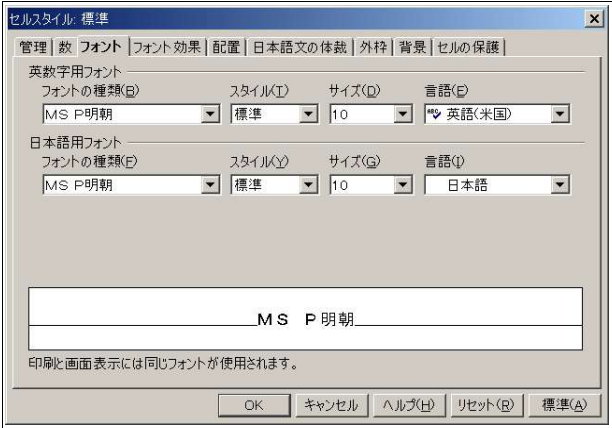 セルスタイル: 標準
管理 数 フォント フォント効果 配置 日本語文の体裁 外枠 背景 セルの保護
英数字用フォント
フォントの種類(B) スタイル(T) サイズ(D) 言語(E)
MS P明朝 標準 10 英語(米国)
日本語用フォント
フォントの種類(F) スタイル(Y) サイズ(G) 言語(I)
MS P明朝 標準 10 日本語
MS P明朝
印刷と画面表示には同じフォントが使用されます。
OK キャンセル ヘルプ(H) リセット(R) 標準(A)